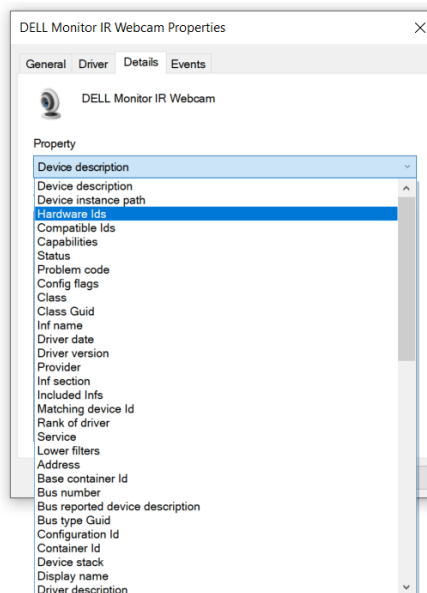 DELL Monitor IR Webcam Properties
General Driver Details Events
DELL Monitor IR Webcam
Property
Device description
Device description
Device instance path
Hardware Ids
Compatible Ids
Capabilities
Status
Problem code
Config flags
Class
Class Guid
Inf name
Driver date
Driver version
Provider
Inf section
Included Infs
Matching device Id
Rank of driver
Service
Lower filters
Address
Base container Id
Bus number
Bus reported device description
Bus type Guid
Configuration Id
Container Id
Device stack
Display name
Driver description